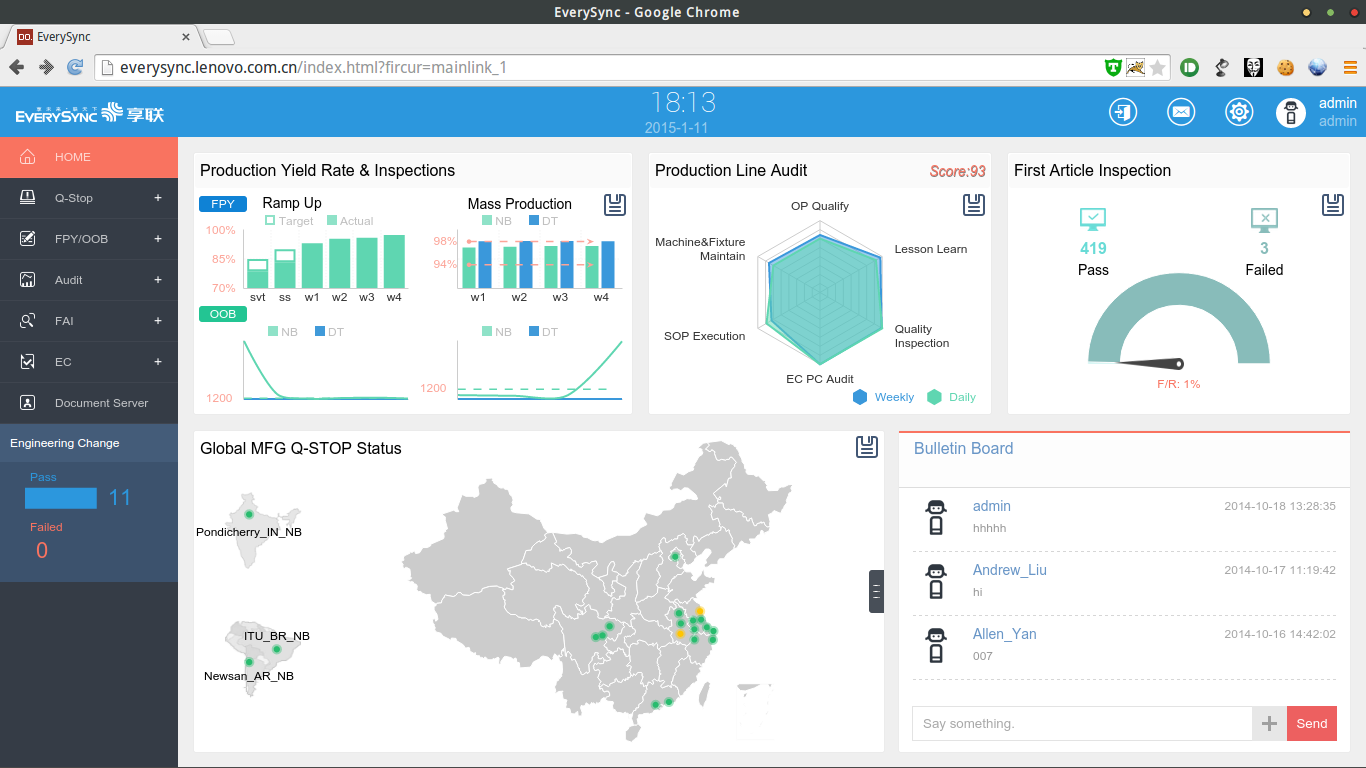 EverySync - Google Chrome
EverySync
everysync.lenovo.com.cn/index.html?fircur=mainlink_1
EVERYSYNC 享联
18:13
2015-1-11
admin
admin
HOME
Q-Stop +
FPY/OOB +
Audit +
FAI +
EC +
Document Server
Engineering Change
Pass
11
Failed
0
Production Yield Rate & Inspections
FPY
Ramp Up
Target Actual
100%
85%
70%
svt ss w1 w2 w3 w4
Mass Production
NB DT
98%
94%
w1 w2 w3 w4
OOB
NB DT
1200
NB DT
1200
Production Line Audit
Score:93
OP Qualify
Machine&Fixture
Maintain
Lesson Learn
SOP Execution
Quality
Inspection
EC PC Audit
Weekly Daily
First Article Inspection
419
Pass
3
Failed
F/R: 1%
Global MFG Q-STOP Status
Pondicherry_IN_NB
ITU_BR_NB
Newsan_AR_NB
Bulletin Board
admin 2014-10-18 13:28:35
hhhhh
Andrew_Liu 2014-10-17 11:19:42
hi
Allen_Yan 2014-10-16 14:42:02
007
Say something. + Send